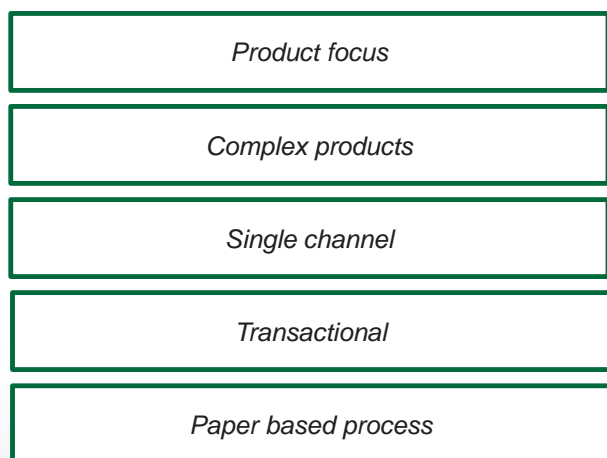 Product focus
Complex products
Single channel
Transactional
Paper based process